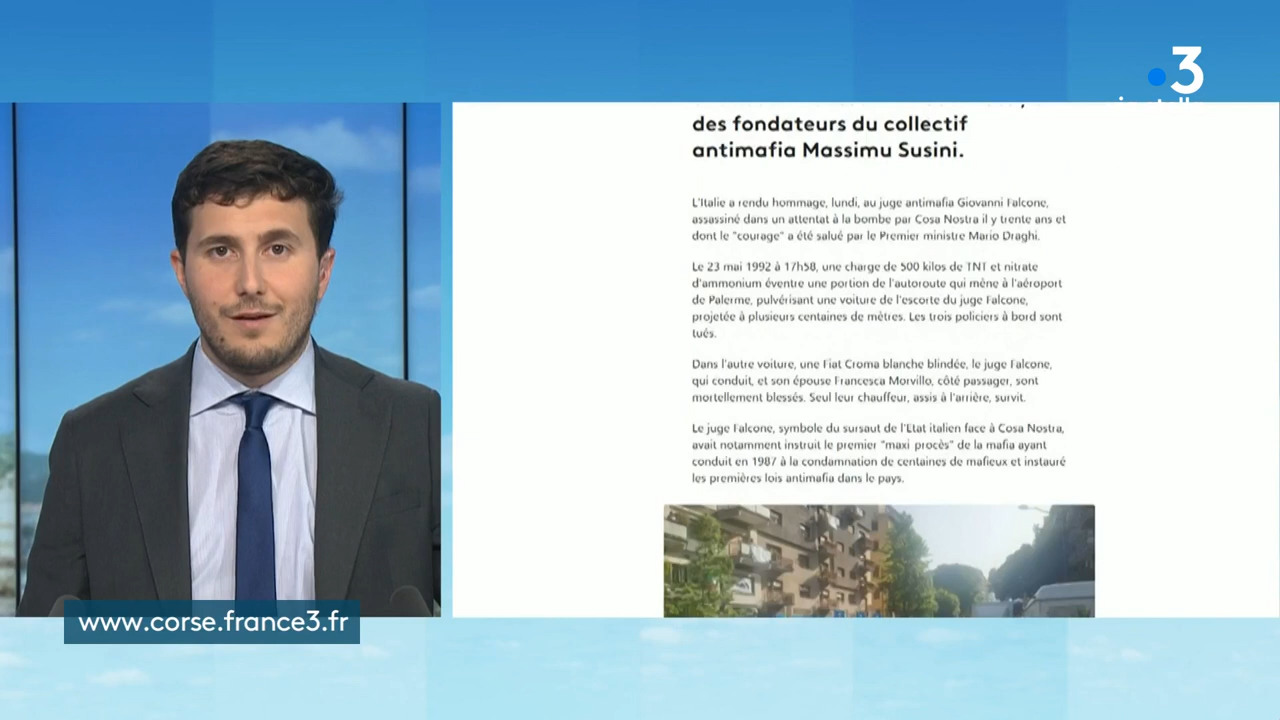 3
des fondateurs du collectif
antimafia Massimu Susini.
L'Italie a rendu hommage, lundi, au juge antimafia Giovanni Falcone,
assassiné dans un attentat à la bombe par Cosa Nostra il y trente ans et
dont le "courage" a été salué par le Premier ministre Mario Draghi.
Le 23 mai 1992 à 17h58, une charge de 500 kilos de TNT et nitrate
d'ammonium éventre une portion de l'autoroute qui mène à l'aéroport
de Palerme, pulvérisant une voiture de l'escorte du juge Falcone,
projetée à plusieurs centaines de mètres. Les trois policiers à bord sont
tués.
Dans l'autre voiture, une Fiat Croma blanche blindée, le juge Falcone,
qui conduit, et son épouse Francesca Morvillo, côté passager, sont
mortellement blessés. Seul leur chauffeur, assis à l'arrière, survit.
Le juge Falcone, symbole du sursaut de l'Etat italien face à Cosa Nostra,
avait notamment instruit le premier "maxi procès" de la mafia ayant
conduit en 1987 à la condamnation de centaines de mafieux et instauré
les premières lois antimafia dans le pays.
www.corse.france3.fr